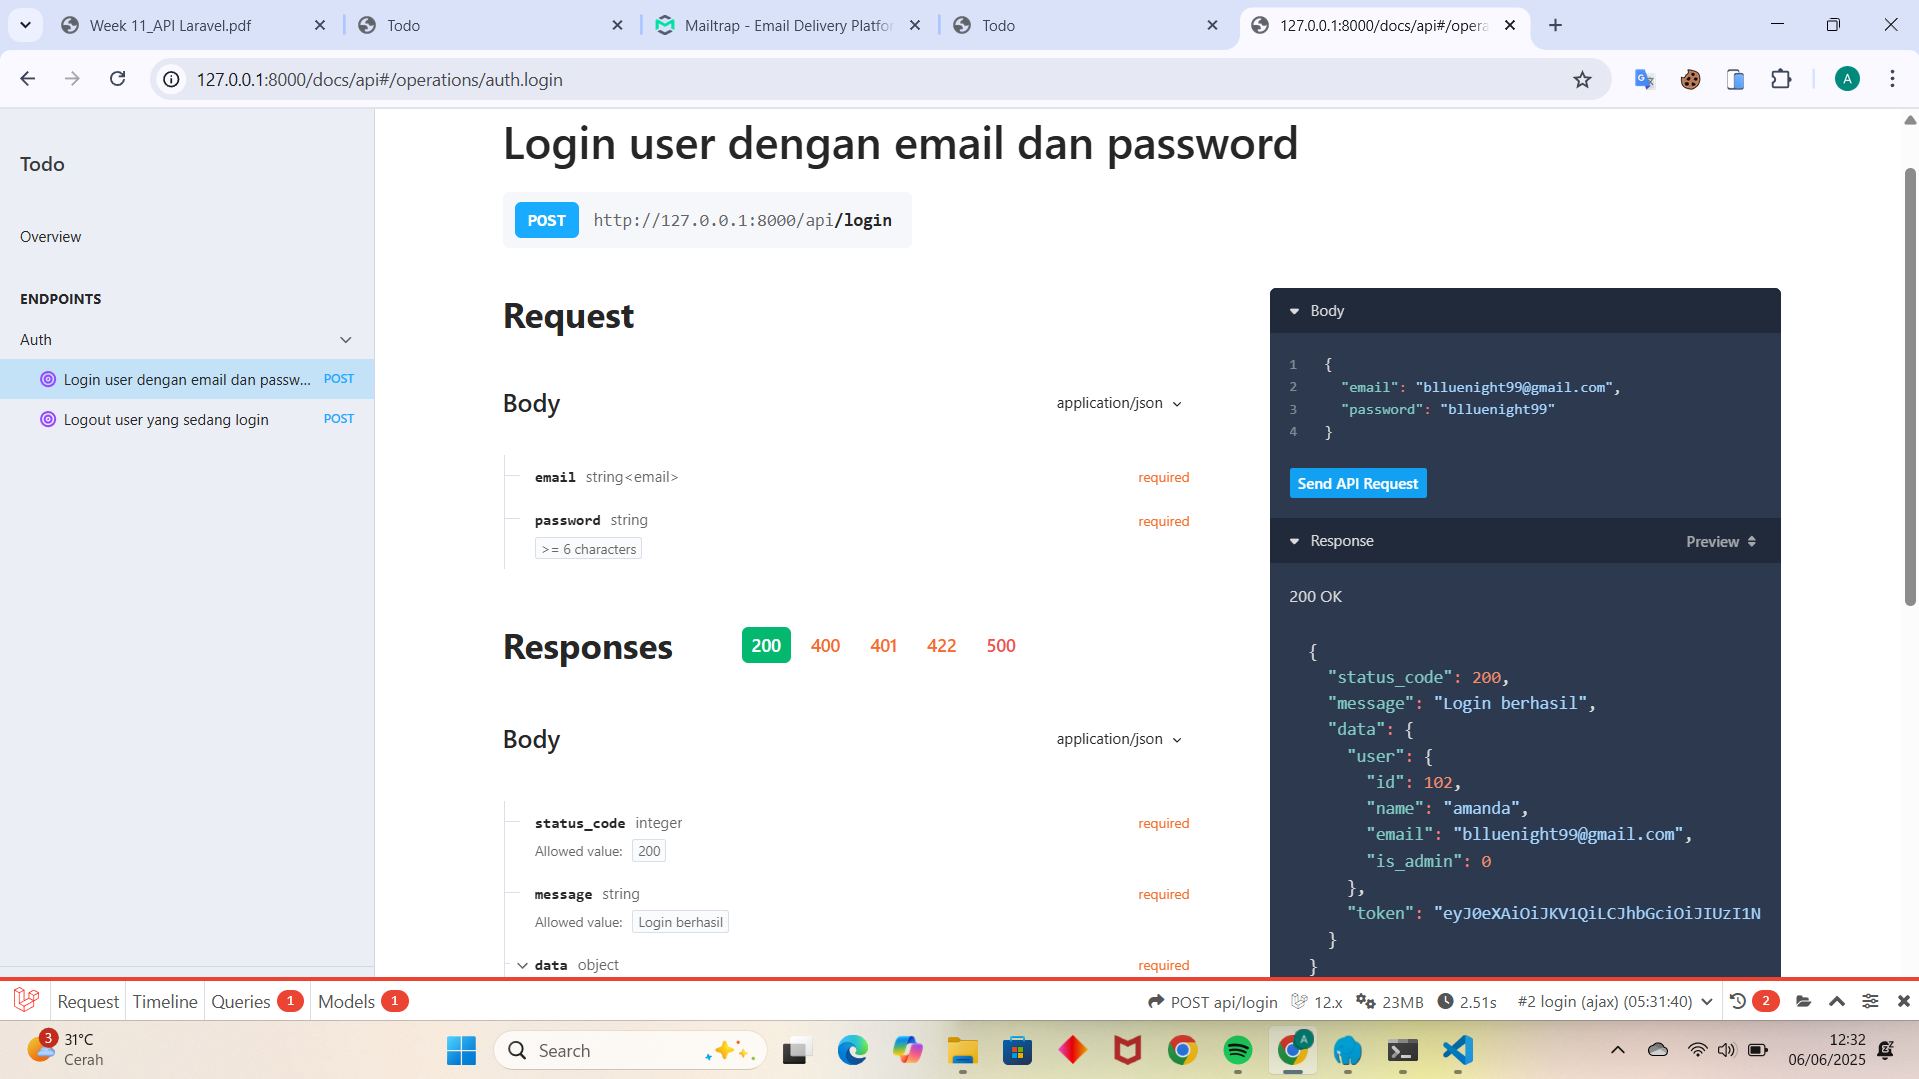 Week 11_API Laravel.pdf
Todo
Mailtrap - Email Delivery Platfor
Todo
127.0.0.1:8000/docs/api#/opera
127.0.0.1:8000/docs/api#/operations/auth.login
A
Todo
Overview
ENDPOINTS
Auth
Login user dengan email dan passw... POST
Logout user yang sedang login POST
Login user dengan email dan password
POST http://127.0.0.1:8000/api/login
Request
Body application/json
email string<email> required
password string required
>= 6 characters
Responses 200 400 401 422 500
Body application/json
status_code integer required
Allowed value: 200
message string required
Allowed value: Login berhasil
data object required
Body
1 {
2 "email": "blluenight99@gmail.com",
3 "password": "blluenight99"
4 }
Send API Request
Response Preview
200 OK
{
"status_code": 200,
"message": "Login berhasil",
"data": {
"user": {
"id": 102,
"name": "amanda",
"email": "blluenight99@gmail.com",
"is_admin": 0
},
"token": "eyJ0eXAiOiJKV1QiLCJhbGciOiJIUzI1N
}
}
Request Timeline Queries 1 Models 1 POST api/login 12.x 23MB 2.51s #2 login (ajax) (05:31:40) 2
3
31°C
Cerah
Search
A
12:32
06/06/2025